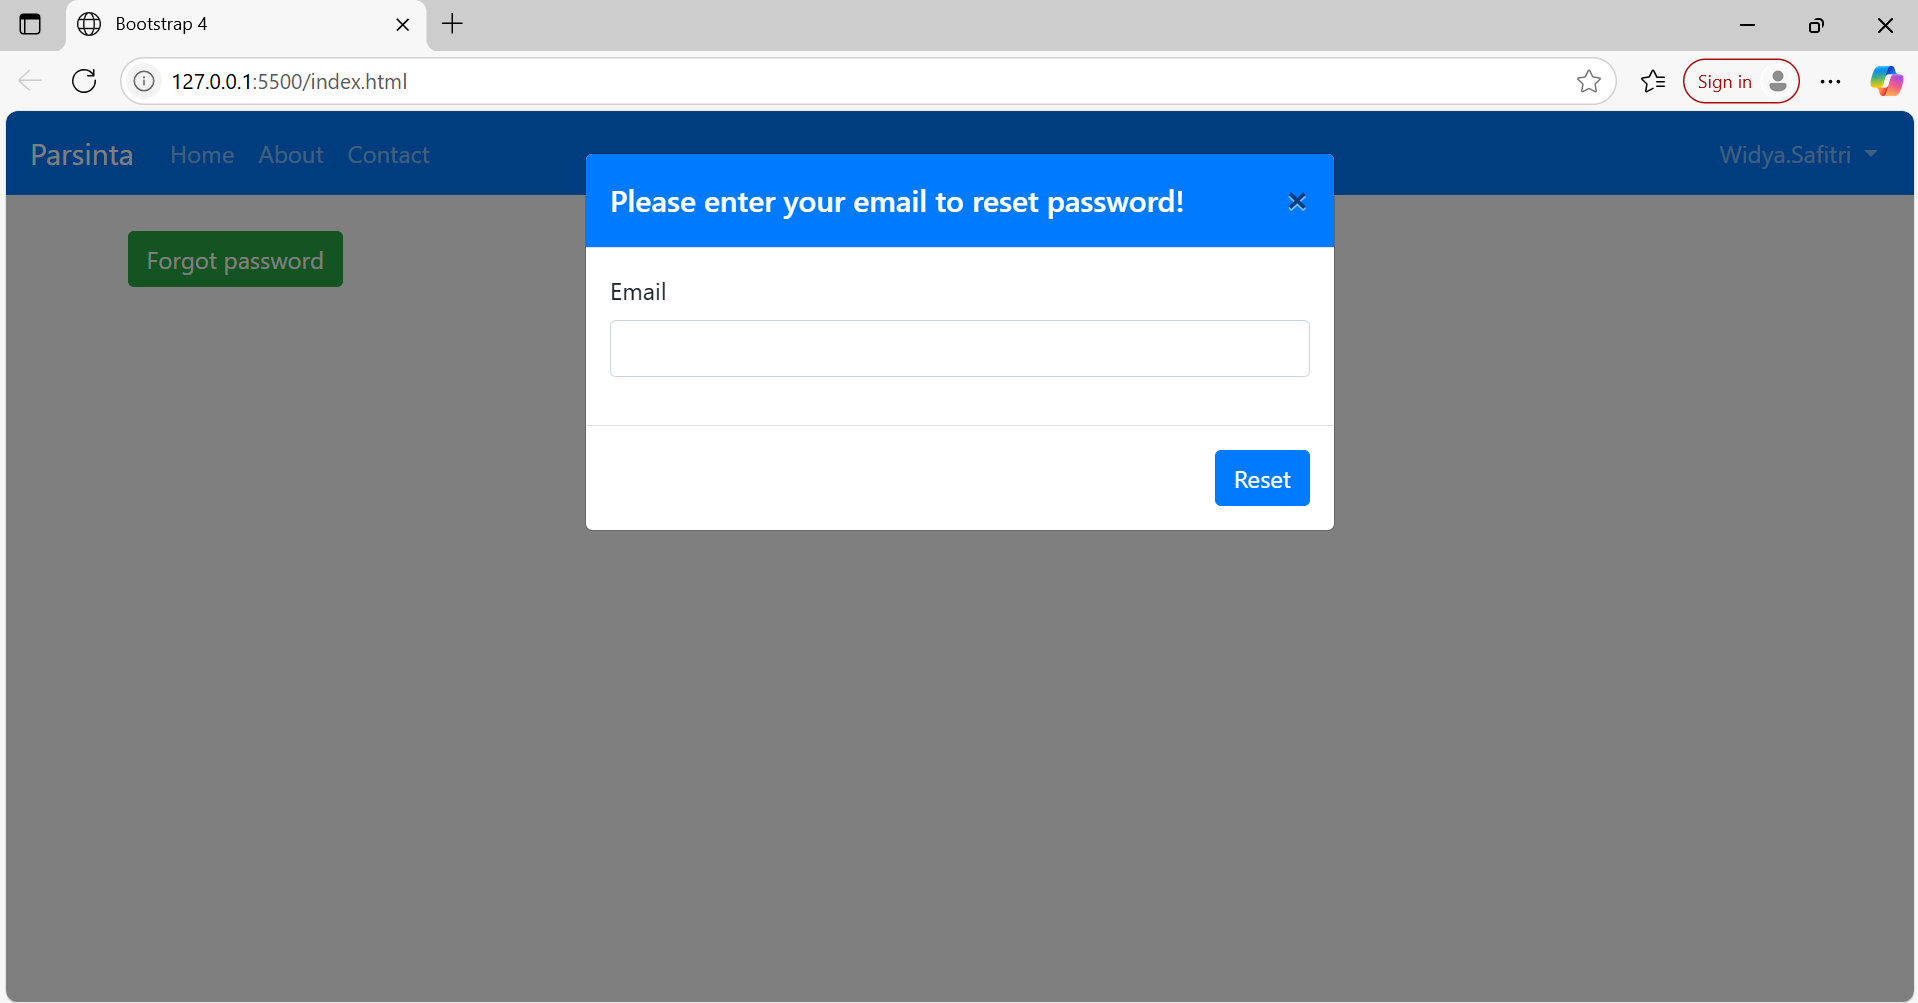 Bootstrap 4
127.0.0.1:5500/index.html
Sign in
Parsinta Home About Contact Widya.Safitri
Please enter your email to reset password! ×
Forgot password
Email
Reset